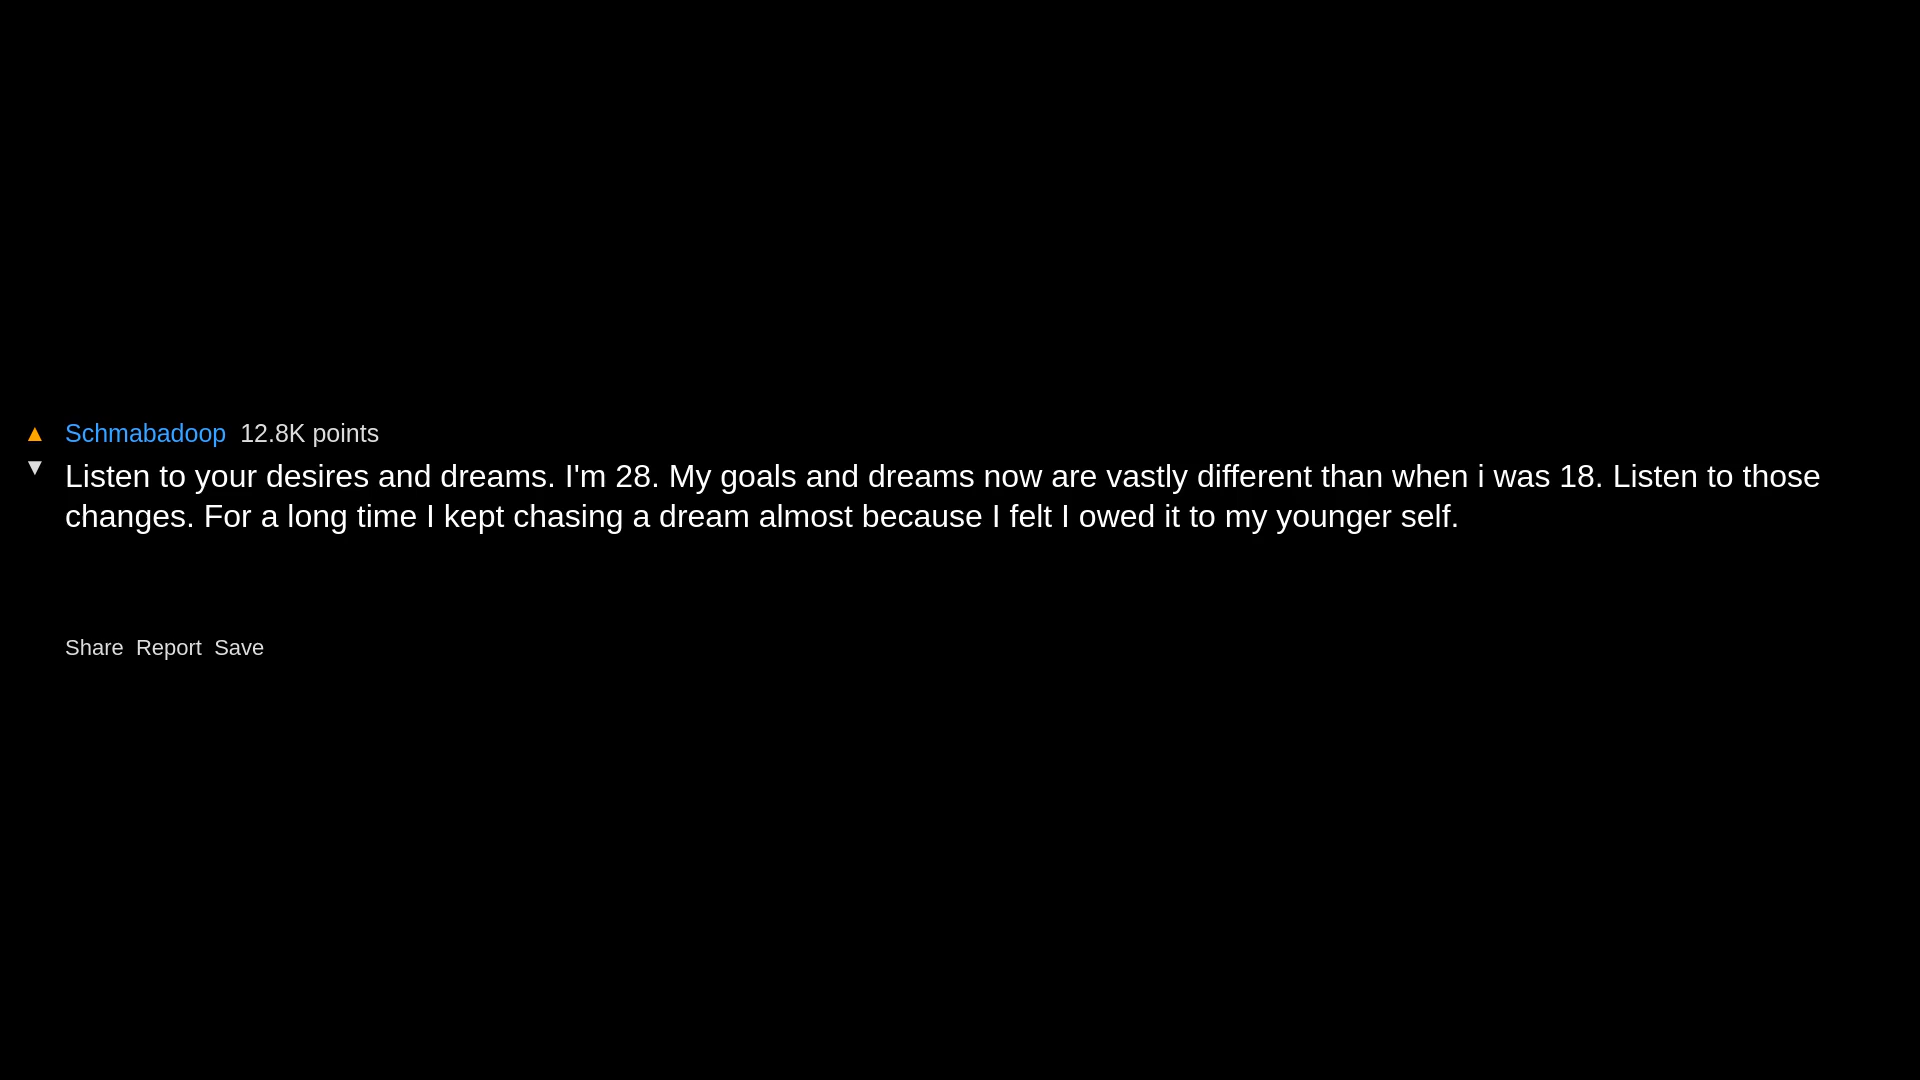 ▲ Schmabadoop 12.8K points
▼ Listen to your desires and dreams. I'm 28. My goals and dreams now are vastly different than when i was 18. Listen to those
changes. For a long time I kept chasing a dream almost because I felt I owed it to my younger self.
Share Report Save